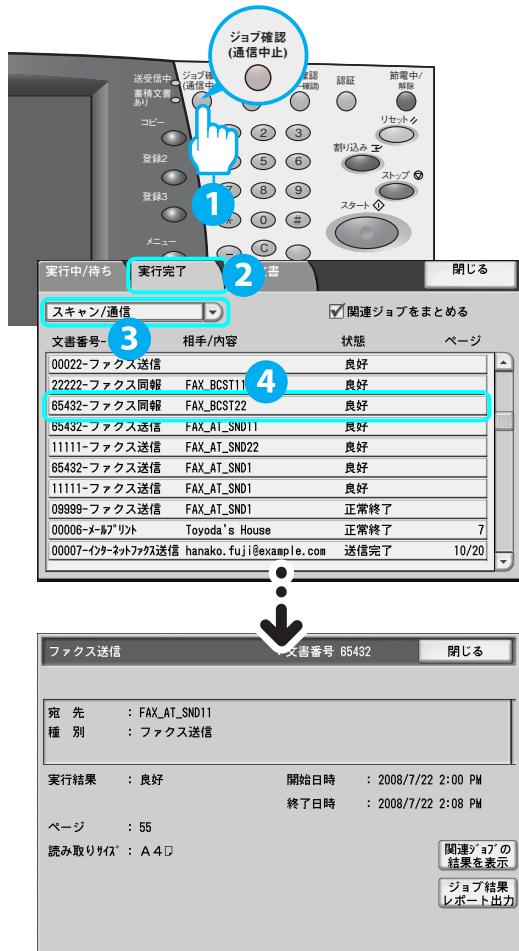 ジョブ確認
(通信中止)
送受信中
蓄積文書
あり
認証
節電中/
解除
コピー
リセット
登録2
2 3
割り込み
5 6
ストップ
登録3
1
8 9
スタート
0 #
メニュー
C
実行中/待ち 実行完了 2 閉じる
スキャン/通信 関連ジョブをまとめる
3
文書番号- 相手/内容 状態 ページ
00022-ファクス送信 良好
22222-ファクス同報 FAX_BCST11 良好
4
65432-ファクス同報 FAX_BCST22 良好
65432-ファクス送信 FAX_AT_SND11 良好
11111-ファクス送信 FAX_AT_SND22 良好
65432-ファクス送信 FAX_AT_SND1 良好
11111-ファクス送信 FAX_AT_SND1 良好
09999-ファクス送信 FAX_AT_SND1 正常終了
00006-メールプリント Toyoda's House 正常終了 7
00007-インターネットファクス送信 hanako.fuji@example.com 送信完了 10/20
ファクス送信 文書番号 65432 閉じる
宛 先 : FAX_AT_SND11
種 別 : ファクス送信
実行結果 : 良好 開始日時 : 2008/7/22 2:00 PM
終了日時 : 2008/7/22 2:08 PM
ページ : 55
読み取りサイズ : A4
関連ジョブの
結果を表示
ジョブ結果
レポート出力